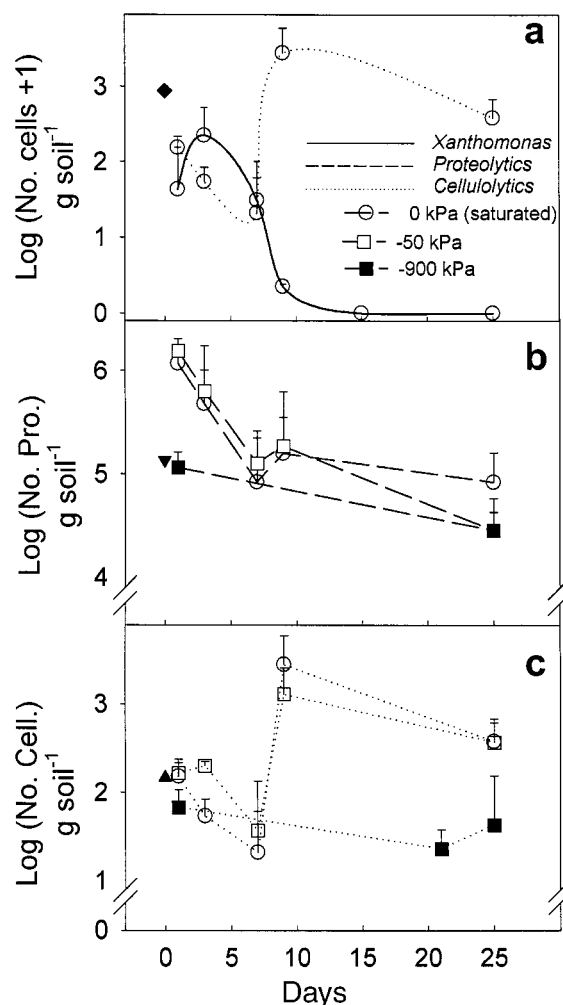 a
Log (No. cells +1)
g soil⁻¹
3
2
1
0
Xanthomonas
Proteolytics
Cellulolytics
0 kPa (saturated)
-50 kPa
-900 kPa
b
Log (No. Pro.)
g soil⁻¹
6
5
4
c
Log (No. Cell.)
g soil⁻¹
3
2
1
0
0 5 10 15 20 25
Days